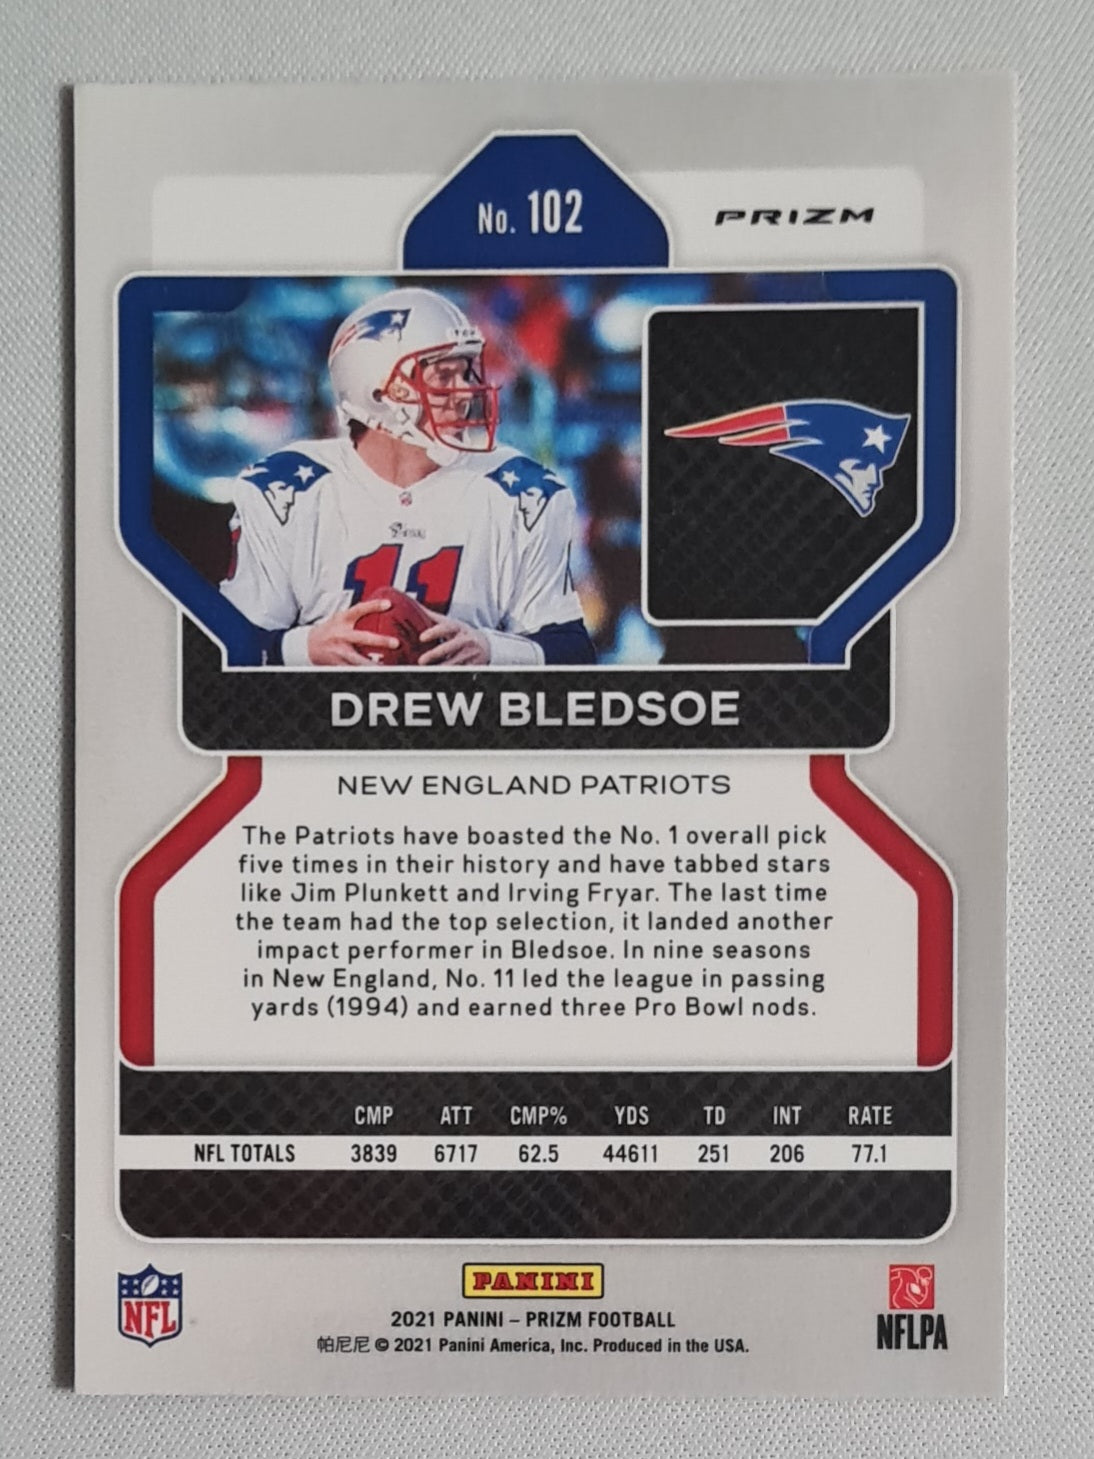 No. 102
PRIZM
11
DREW BLEDSOE
NEW ENGLAND PATRIOTS
The Patriots have boasted the No. 1 overall pick
five times in their history and have tabbed stars
like Jim Plunkett and Irving Fryar. The last time
the team had the top selection, it landed another
impact performer in Bledsoe. In nine seasons
in New England, No. 11 led the league in passing
yards (1994) and earned three Pro Bowl nods.
CMP ATT CMP% YDS TD INT RATE
NFL TOTALS 3839 6717 62.5 44611 251 206 77.1
NFL
PANINI
2021 PANINI – PRIZM FOOTBALL
帕尼尼 © 2021 Panini America, Inc. Produced in the USA.
NFLPA